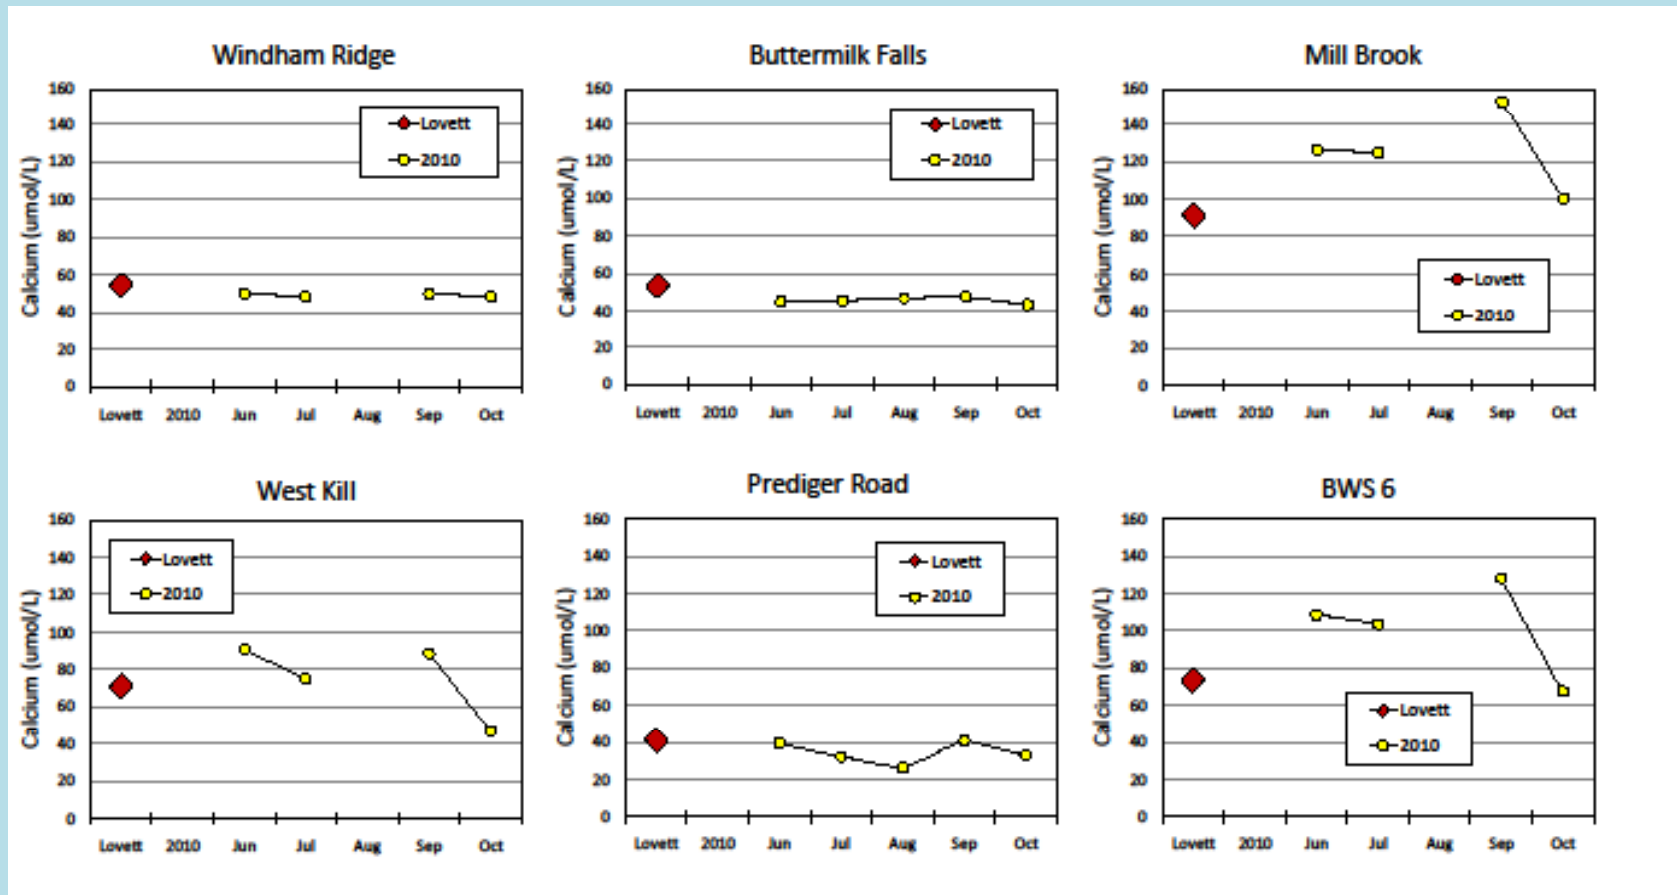 Windham Ridge
Calcium (umol/L)
160
140
120
100
80
60
40
20
0
Lovett
2010
Lovett 2010 Jun Jul Aug Sep Oct
Buttermilk Falls
Calcium (umol/L)
160
140
120
100
80
60
40
20
0
Lovett
2010
Lovett 2010 Jun Jul Aug Sep Oct
Mill Brook
Calcium (umol/L)
160
140
120
100
80
60
40
20
0
Lovett
2010
Lovett 2010 Jun Jul Aug Sep Oct
West Kill
Calcium (umol/L)
160
140
120
100
80
60
40
20
0
Lovett
2010
Lovett 2010 Jun Jul Aug Sep Oct
Prediger Road
Calcium (umol/L)
160
140
120
100
80
60
40
20
0
Lovett
2010
Lovett 2010 Jun Jul Aug Sep Oct
BWS 6
Calcium (umol/L)
160
140
120
100
80
60
40
20
0
Lovett
2010
Lovett 2010 Jun Jul Aug Sep Oct